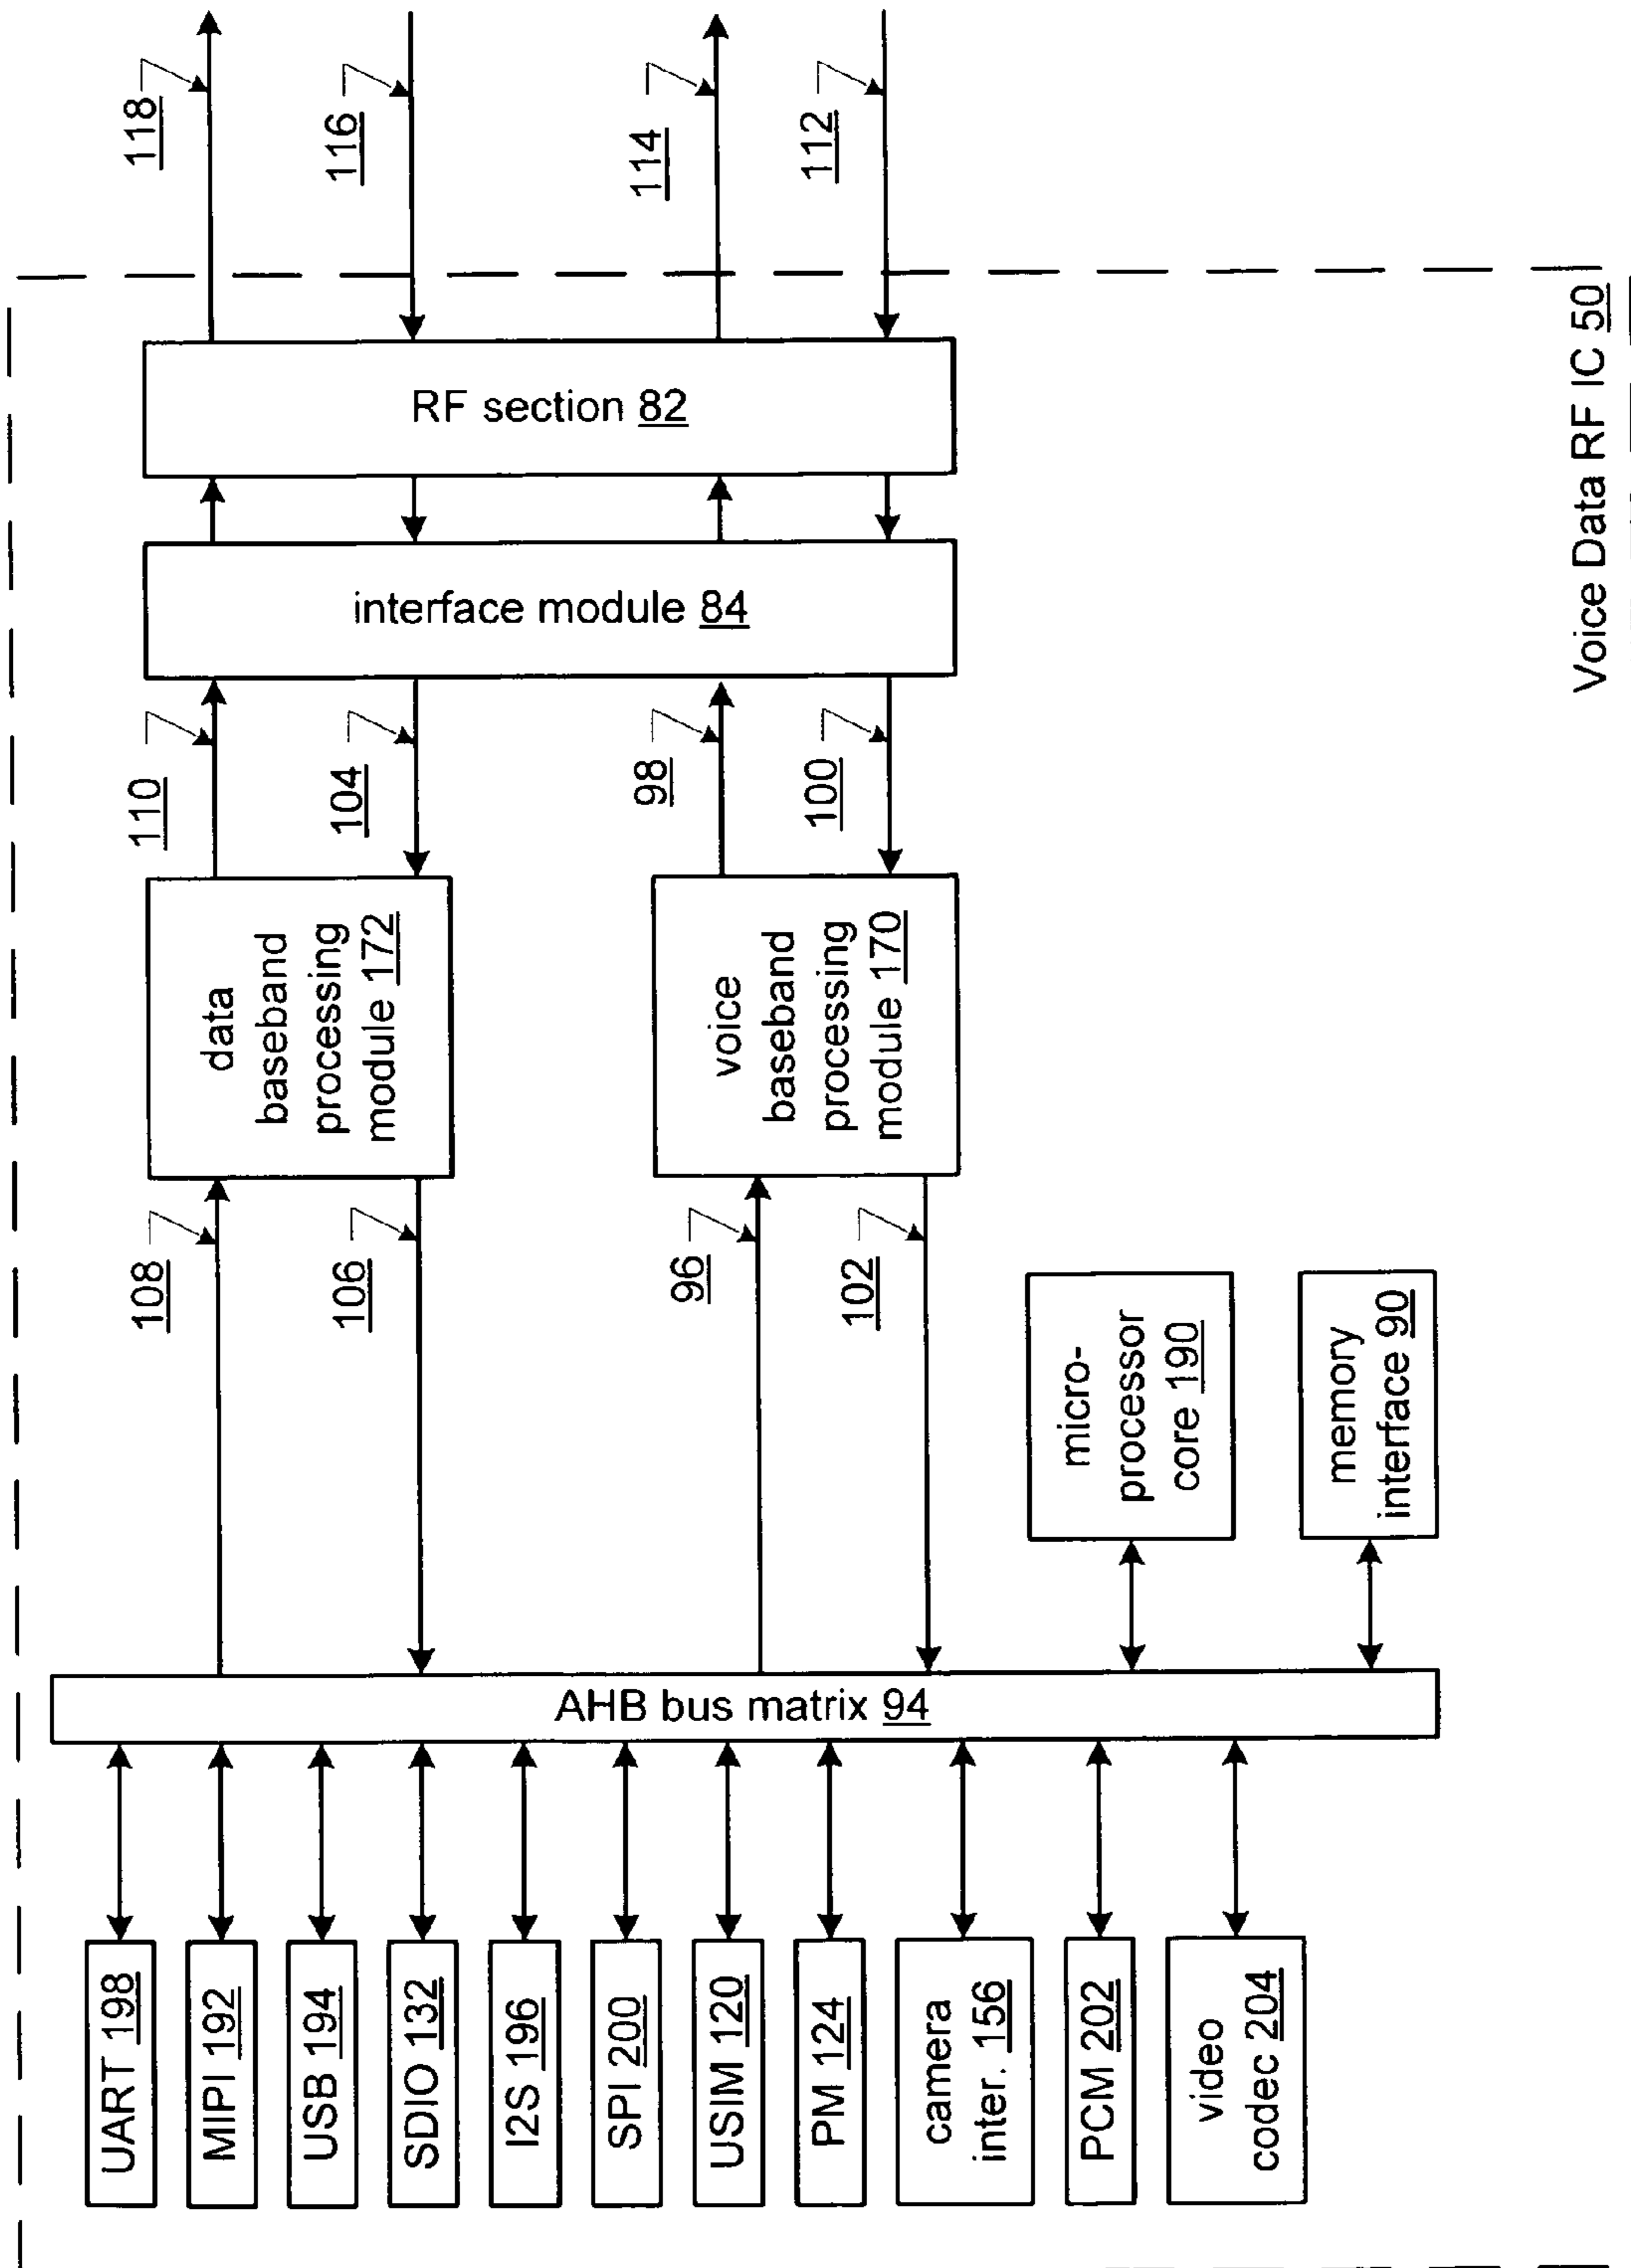 118
116
114
112
RF section 82
interface module 84
110
104
98
100
data
baseband
processing
module 172
voice
baseband
processing
module 170
108
106
96
102
micro-
processor
core 190
memory
interface 90
AHB bus matrix 94
UART 198
MIPI 192
USB 194
SDIO 132
I2S 196
SPI 200
USIM 120
PM 124
camera
inter. 156
PCM 202
video
codec 204
Voice Data RF IC 50